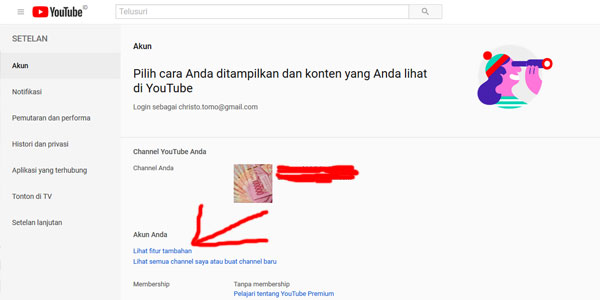 YouTube ID
Telusuri
SETELAN
Akun
Notifikasi
Pemutaran dan performa
Histori dan privasi
Aplikasi yang terhubung
Tonton di TV
Setelan lanjutan
Akun
Pilih cara Anda ditampilkan dan konten yang Anda lihat
di YouTube
Login sebagai christo.tomo@gmail.com
Channel YouTube Anda
Channel Anda
Akun Anda
Lihat fitur tambahan
Lihat semua channel saya atau buat channel baru
Membership
Tanpa membership
Pelajari tentang YouTube Premium